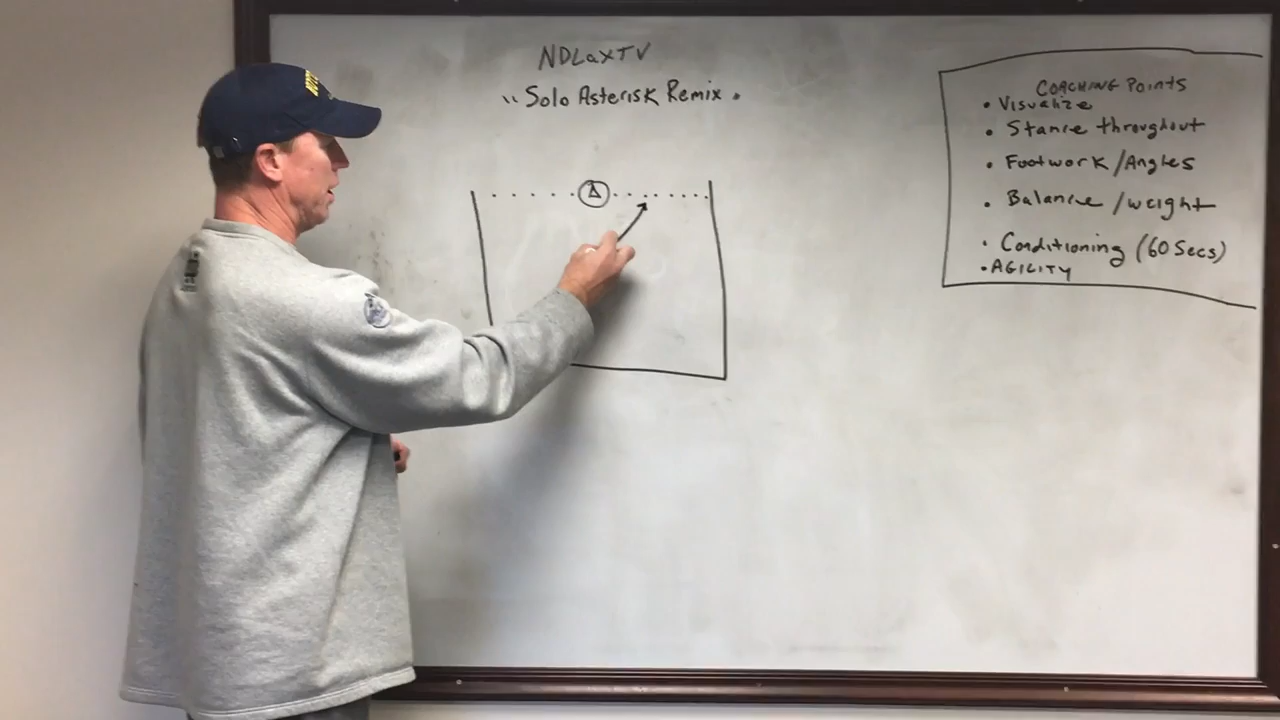 NDLaxTV
"Solo Asterisk Remix"
COACHING POINTS
• Visualize
• Stance throughout
• Footwork/Angles
• Balance/weight
• Conditioning (60 Secs)
• AGILITY